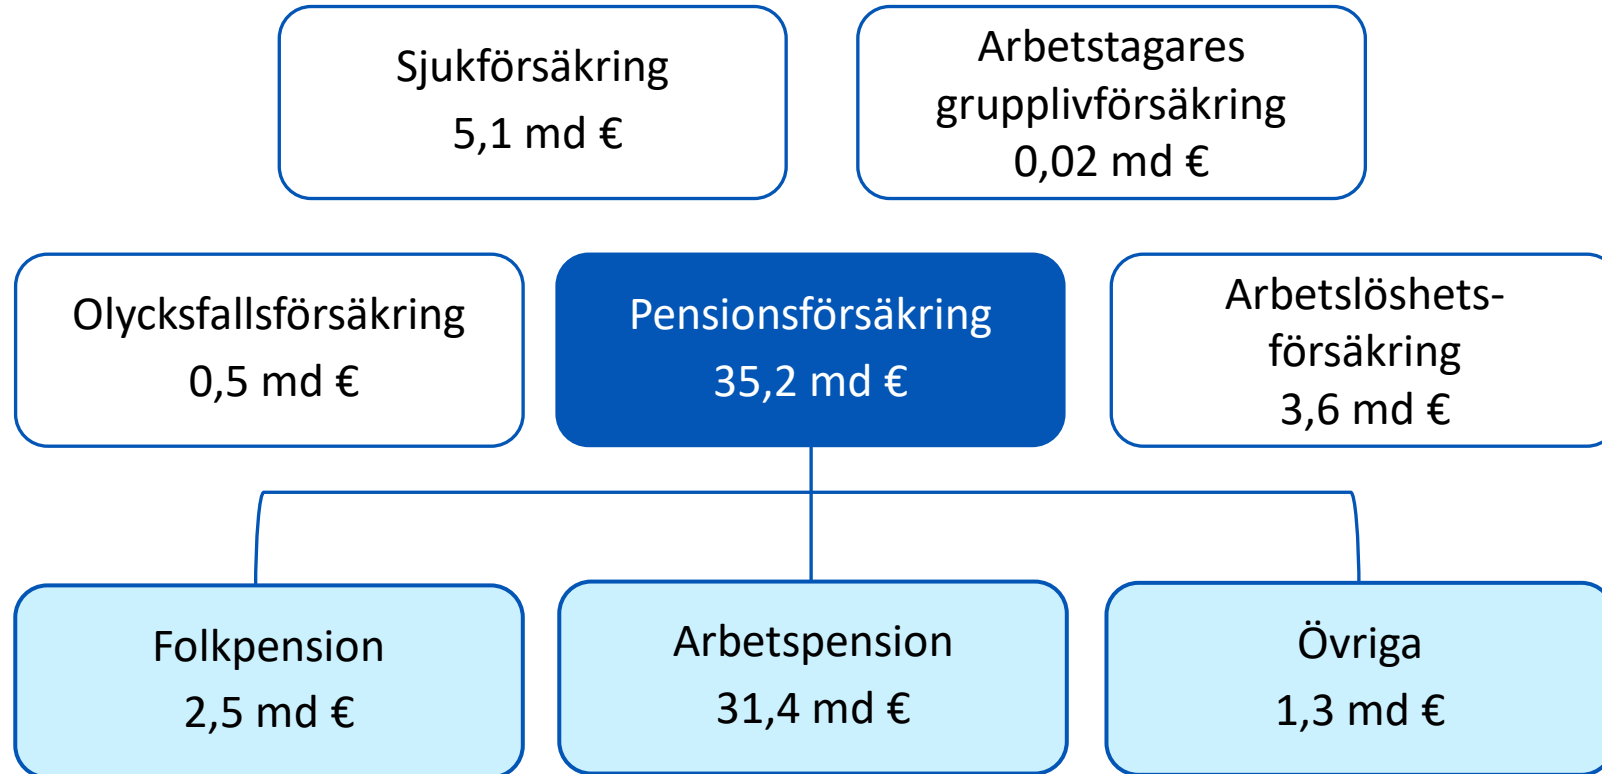 Sjukförsäkring
5,1 md €
Arbetstagares
grupplivförsäkring
0,02 md €
Olycksfallsförsäkring
0,5 md €
Pensionsförsäkring
35,2 md €
Arbetslöshets-
försäkring
3,6 md €
Folkpension
2,5 md €
Arbetspension
31,4 md €
Övriga
1,3 md €